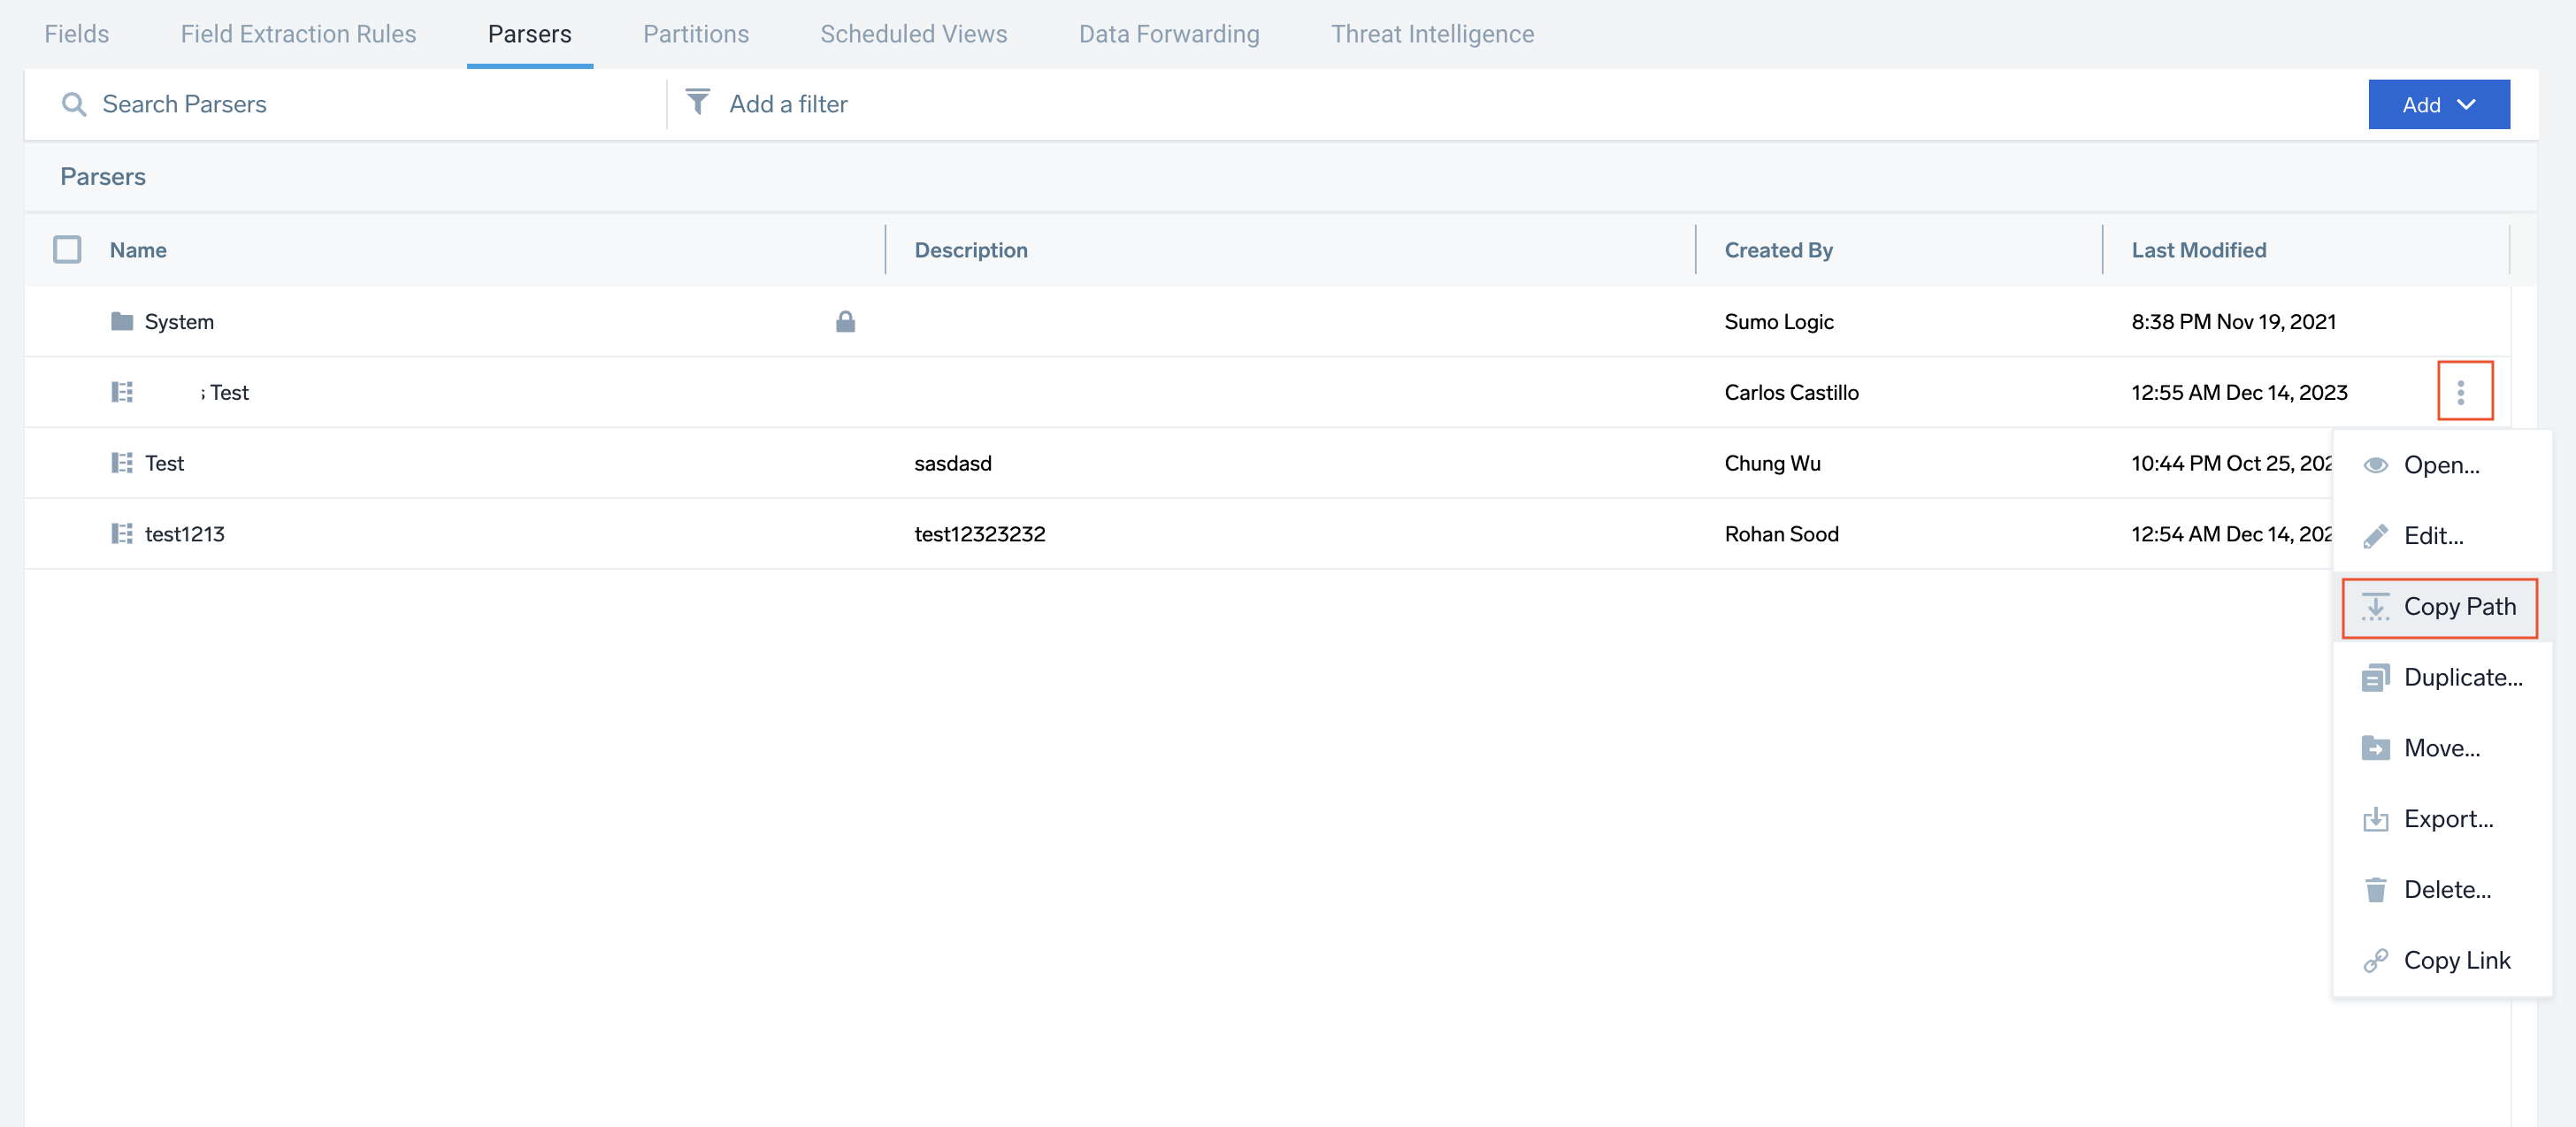 Fields Field Extraction Rules Parsers Partitions Scheduled Views Data Forwarding Threat Intelligence
Search Parsers Add a filter Add
Parsers
Name Description Created By Last Modified
System Sumo Logic 8:38 PM Nov 19, 2021
Test Carlos Castillo 12:55 AM Dec 14, 2023
Test sasdasd Chung Wu 10:44 PM Oct 25,
test1213 test12323232 Rohan Sood 12:54 AM Dec 14,
Open...
Edit...
Copy Path
Duplicate...
Move...
Export...
Delete...
Copy Link